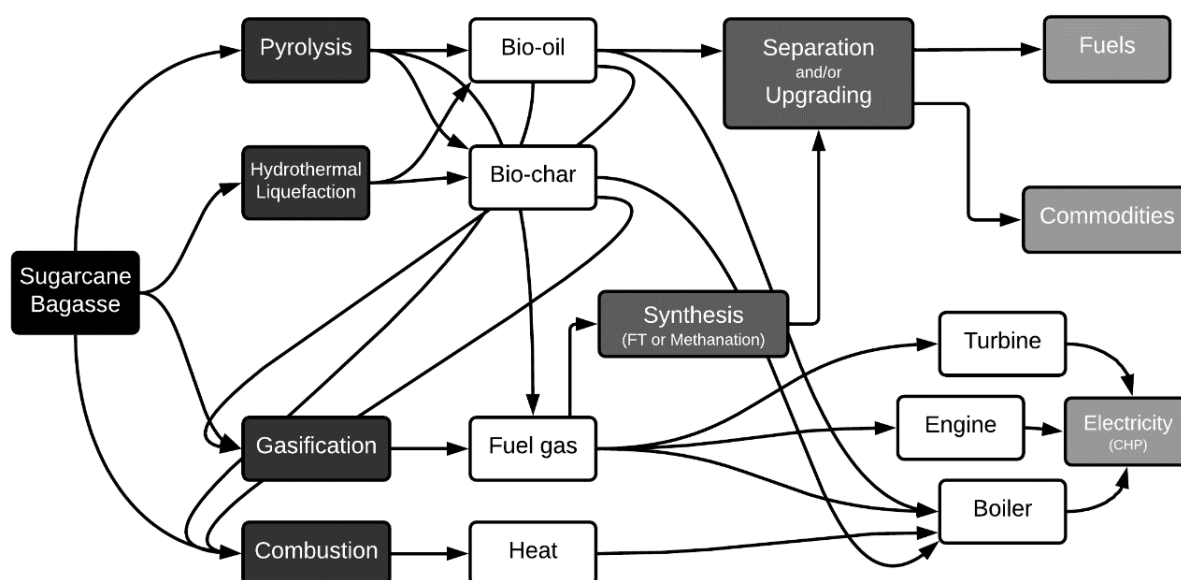 Pyrolysis
Bio-oil
Separation
and/or
Upgrading
Fuels
Hydrothermal
Liquefaction
Bio-char
Commodities
Sugarcane
Bagasse
Synthesis
(FT or Methanation)
Turbine
Gasification
Fuel gas
Engine
Electricity
(CHP)
Boiler
Combustion
Heat